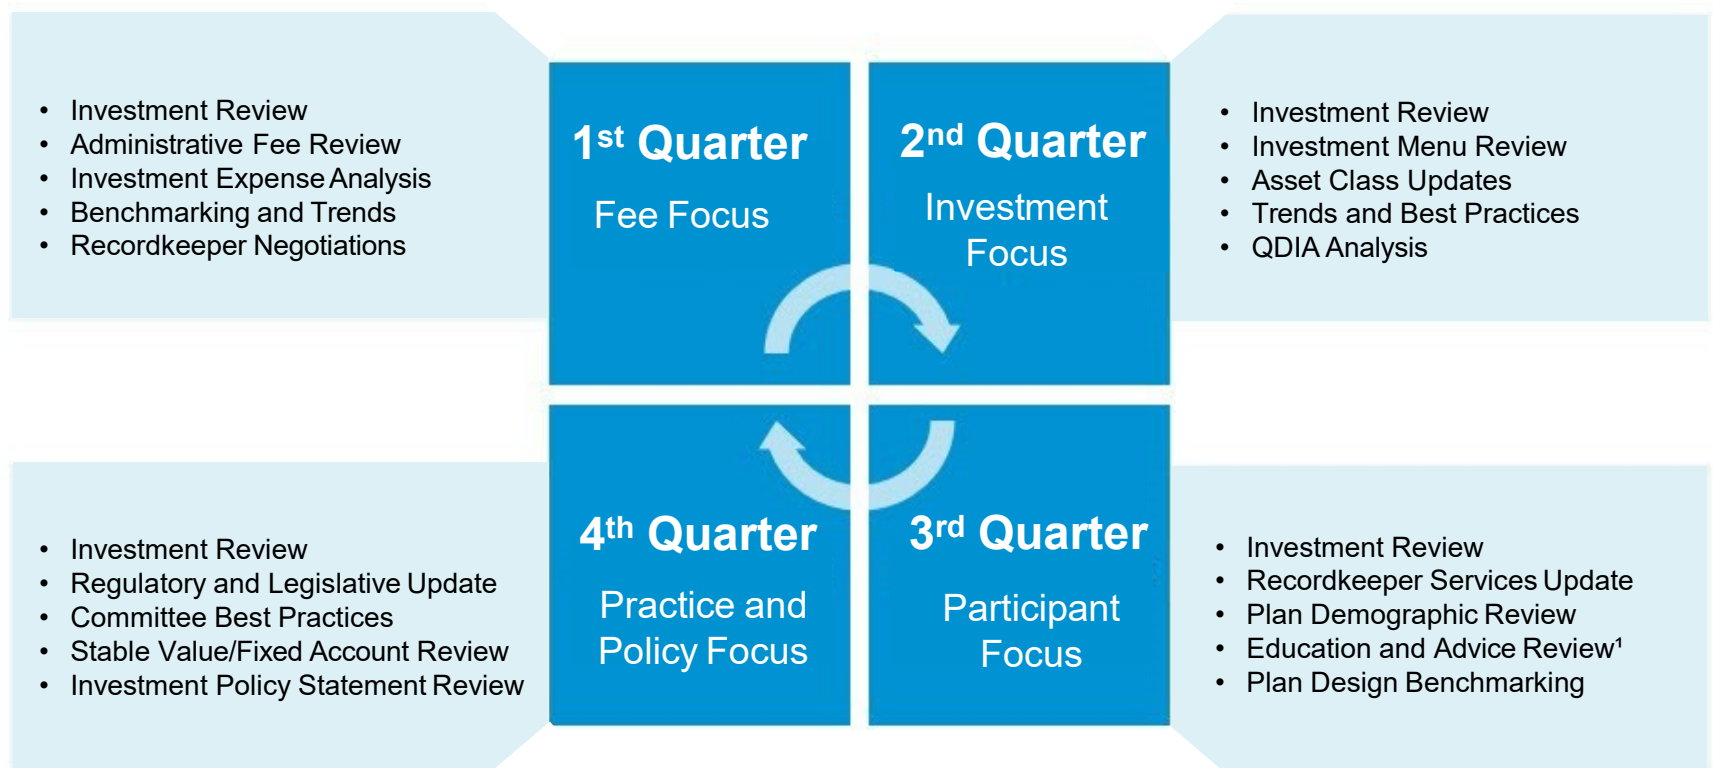 • Investment Review
• Administrative Fee Review
• Investment Expense Analysis
• Benchmarking and Trends
• Recordkeeper Negotiations
1st Quarter
Fee Focus
2nd Quarter
Investment
Focus
• Investment Review
• Investment Menu Review
• Asset Class Updates
• Trends and Best Practices
• QDIA Analysis
• Investment Review
• Regulatory and Legislative Update
• Committee Best Practices
• Stable Value/Fixed Account Review
• Investment Policy Statement Review
4th Quarter
Practice and
Policy Focus
3rd Quarter
Participant
Focus
• Investment Review
• Recordkeeper Services Update
• Plan Demographic Review
• Education and Advice Review¹
• Plan Design Benchmarking